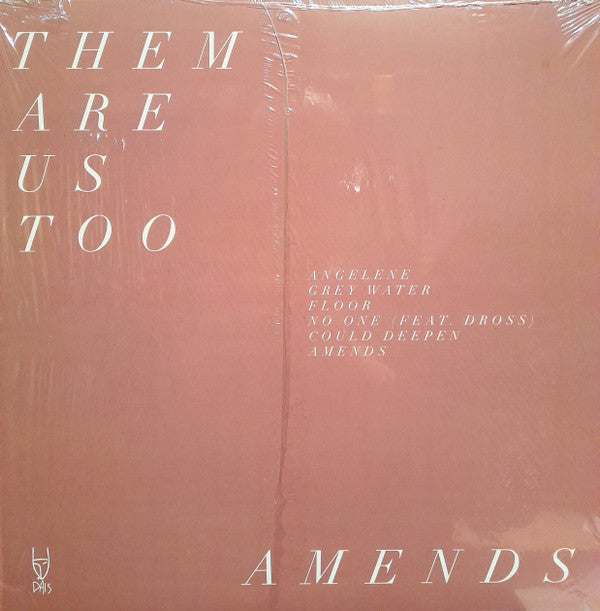 THEM
ARE
US
TOO
ANGELENE
GREY WATER
FLOOR
NO ONE (FEAT. DROSS)
COULD DEEPEN
AMENDS
DAIS
AMENDS